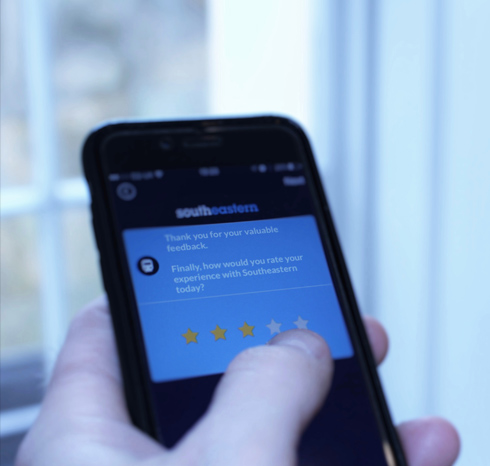 southeastern
Thank you for your valuable
feedback.
Finally, how would you rate your
experience with Southeastern
today?